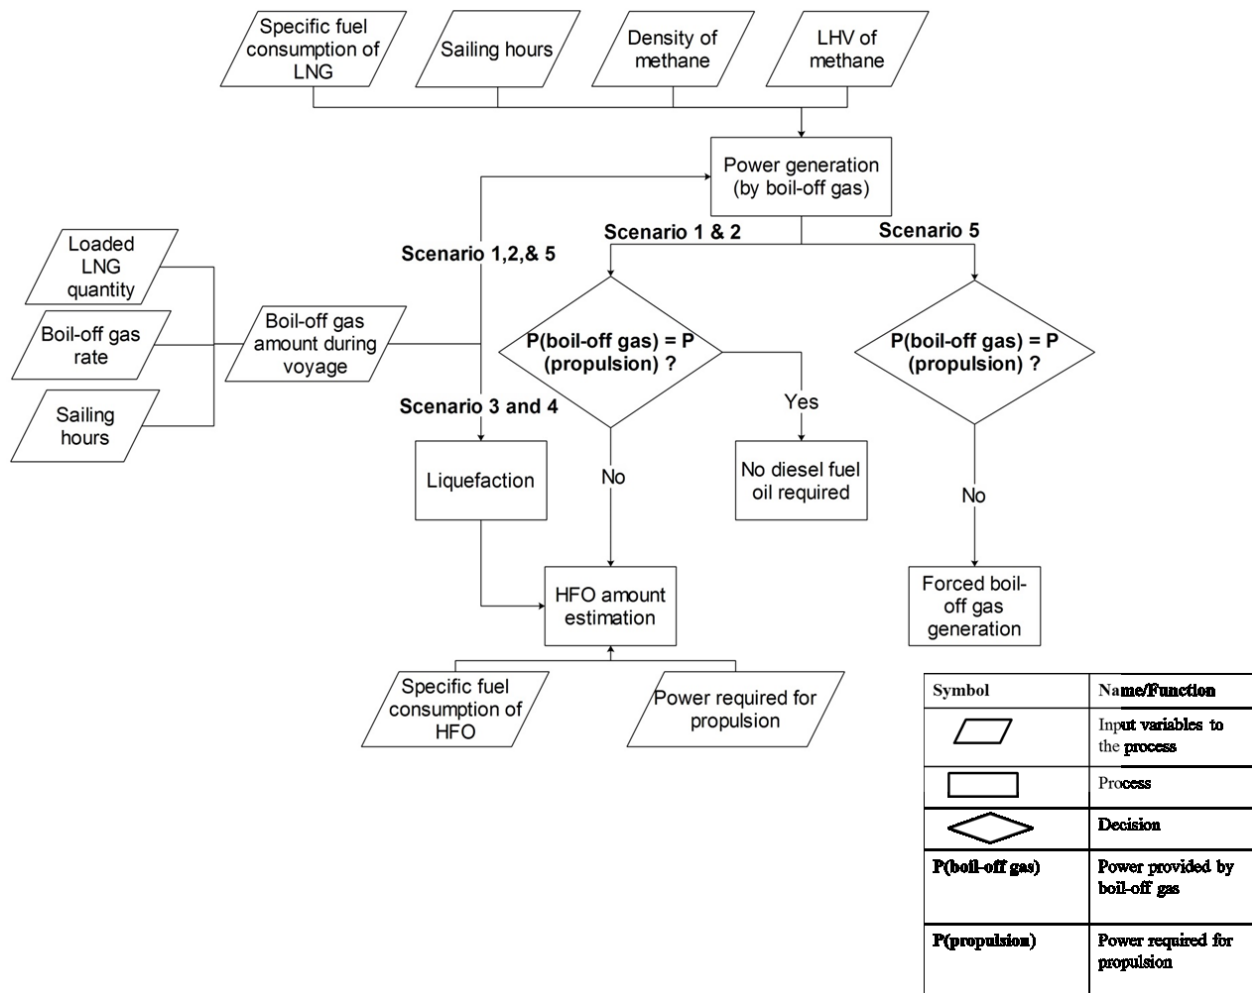 Specific fuel
consumption of
LNG
Sailing hours
Density of
methane
LHV of
methane
Power generation
(by boil-off gas)
Scenario 1 & 2
Scenario 5
Loaded
LNG
quantity
Scenario 1,2,& 5
Boil-off gas
rate
Boil-off gas
amount during
voyage
P(boil-off gas) = P
(propulsion) ?
P(boil-off gas) = P
(propulsion) ?
Sailing
hours
Scenario 3 and 4
Yes
Liquefaction
No
No diesel fuel
oil required
No
HFO amount
estimation
Forced boil-
off gas
generation
Specific fuel
consumption of
HFO
Power required for
propulsion
Symbol
Name/Function
Input variables to
the process
Process
Decision
P(boil-off gas)
Power provided by
boil-off gas
P(propulsion)
Power required for
propulsion